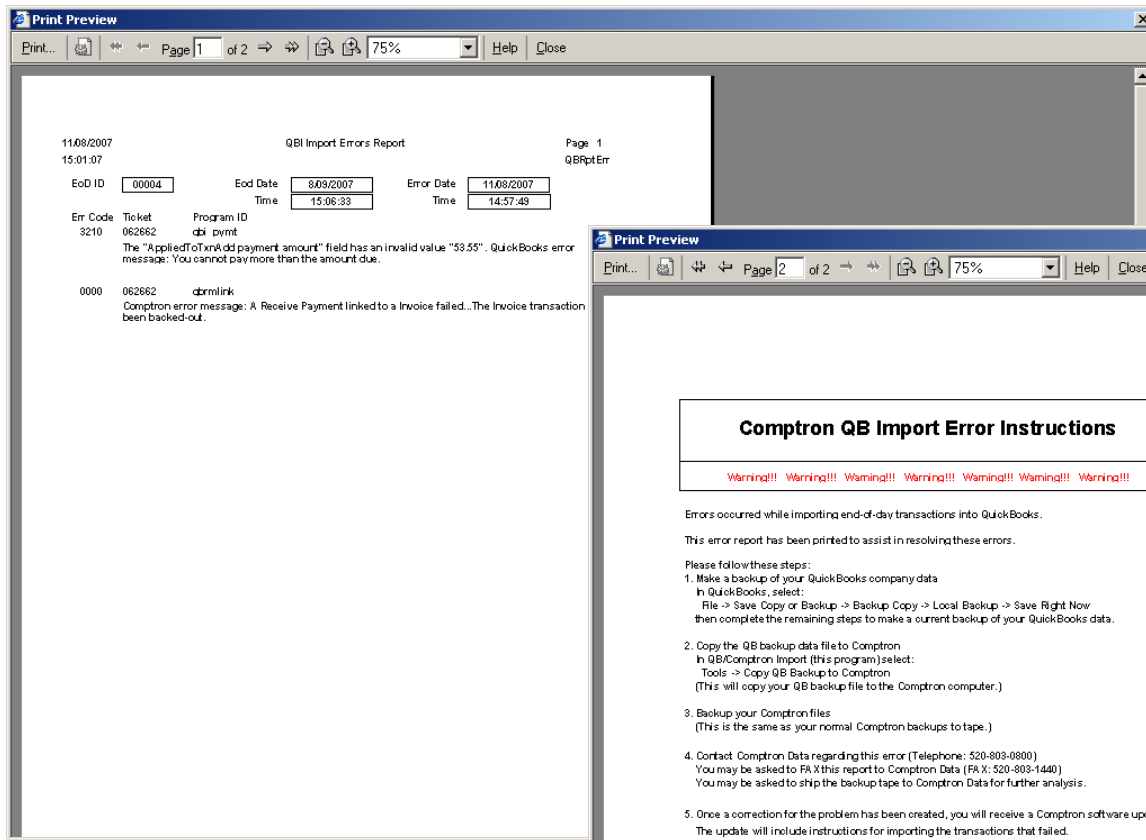 Print Preview
Print... Page 1 of 2 75% Help Close
11/08/2007 QBI Import Errors Report Page 1
15:01:07 QBRptErr
EoD ID 00004 Eod Date 8/09/2007 Error Date 11/08/2007
Time 15:06:33 Time 14:57:49
Err Code Ticket Program ID
3210 062662 qbi_pymt
The "AppliedToTxnAdd payment amount" field has an invalid value "53.55". QuickBooks error
message: You cannot pay more than the amount due.
0000 062662 qbrmlink
Comptron error message: A Receive Payment linked to a Invoice failed...The Invoice transaction
been backed-out.
Print Preview
Print... Page 2 of 2 75% Help Close
Comptron QB Import Error Instructions
Warning!!! Warning!!! Warning!!! Warning!!! Warning!!! Warning!!! Warning!!!
Errors occurred while importing end-of-day transactions into QuickBooks.
This error report has been printed to assist in resolving these errors.
Please follow these steps:
1. Make a backup of your QuickBooks company data
In QuickBooks, select:
File -> Save Copy or Backup -> Backup Copy -> Local Backup -> Save Right Now
then complete the remaining steps to make a current backup of your QuickBooks data.
2. Copy the QB backup data file to Comptron
In QB/Comptron Import (this program) select:
Tools -> Copy QB Backup to Comptron
(This will copy your QB backup file to the Comptron computer.)
3. Backup your Comptron files
(This is the same as your normal Comptron backups to tape.)
4. Contact Comptron Data regarding this error (Telephone: 520-803-0800)
You may be asked to FAX this report to Comptron Data (FAX: 520-803-1440)
You may be asked to ship the backup tape to Comptron Data for further analysis.
5. Once a correction for the problem has been created, you will receive a Comptron software upd
The update will include instructions for importing the transactions that failed.